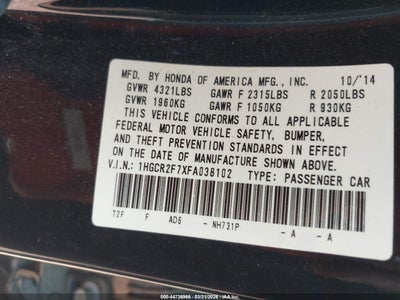 MFD. BY HONDA OF AMERICA MFG., INC. 10/'14
GVWR 4321LBS GAWR F 2315LBS R 2050LBS
GVWR 1960KG GAWR F 1050KG R 930KG
THIS VEHICLE CONFORMS TO ALL APPLICABLE
FEDERAL MOTOR VEHICLE SAFETY, BUMPER,
AND THEFT PREVENTION STANDARDS IN EFFECT
ON THE DATE OF MANUFACTURE SHOWN ABOVE.
V.I.N.: 1HGCR2F7XFA038102 TYPE: PASSENGER CAR
T2F F AD6 - NH731P - A - A
000-44736966 - 03/31/2026 - IAA Inc.